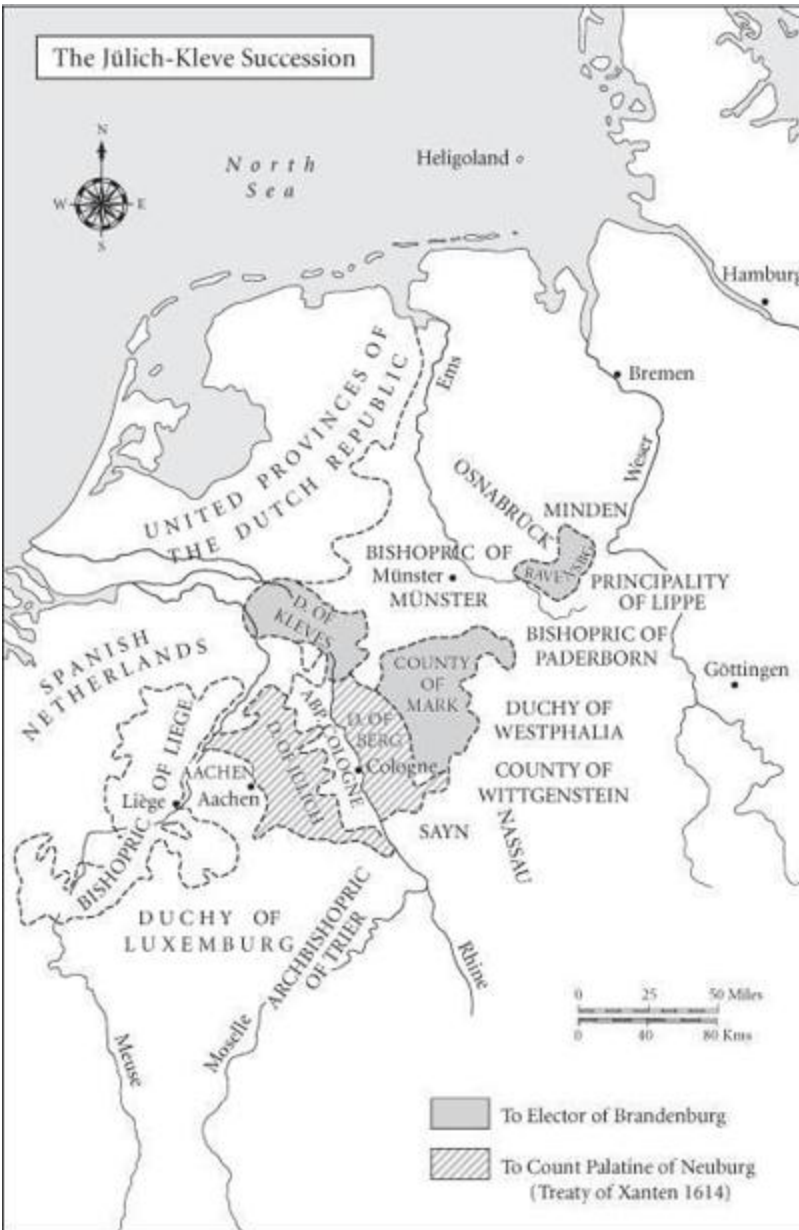 The Jülich-Kleve Succession
N
W
E
S
North
Sea
Heligoland
Hamburg
Bremen
Ems
Weser
UNITED PROVINCES OF
THE DUTCH REPUBLIC
OSNABRÜCK
MINDEN
RAVENSBG
BISHOPRIC OF
Münster
MÜNSTER
PRINCIPALITY
OF LIPPE
BISHOPRIC OF
PADERBORN
D. OF
KLEVES
SPANISH
NETHERLANDS
COUNTY
OF
MARK
Göttingen
DUCHY OF
WESTPHALIA
D. OF
BERG
ABP. COLOGNE
D. OF JÜLICH
Cologne
COUNTY OF
WITTGENSTEIN
BISHOPRIC OF LIEGE
AACHEN
Aachen
Liège
SAYN
NASSAU
DUCHY OF
LUXEMBURG
ARCHBISHOPRIC
OF TRIER
Rhine
Meuse
Moselle
0 25 50 Miles
0 40 80 Kms
To Elector of Brandenburg
To Count Palatine of Neuburg
(Treaty of Xanten 1614)